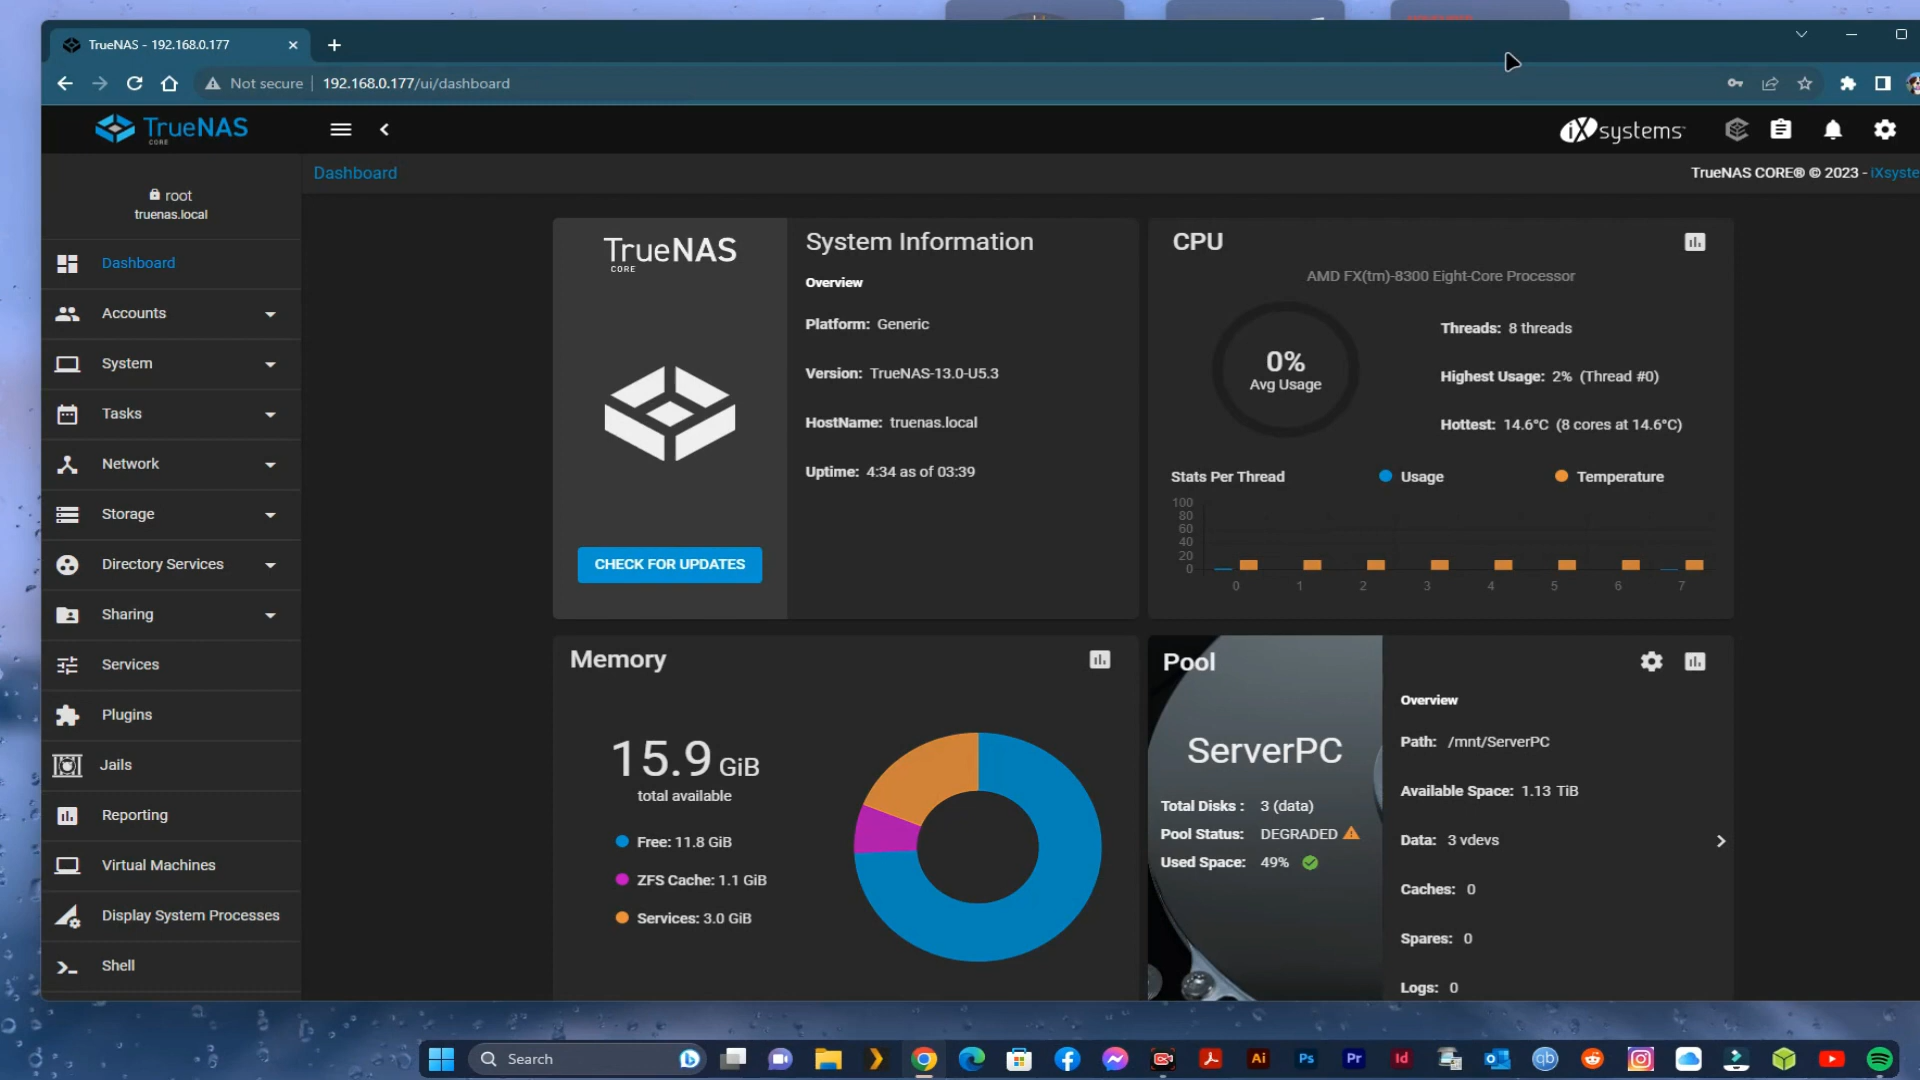 TrueNAS - 192.168.0.177
Not secure
192.168.0.177/ui/dashboard
TrueNAS
CORE
iXsystems
root
truenas.local
Dashboard
TrueNAS CORE® © 2023 - iXsyste
Dashboard
Accounts
System
Tasks
Network
Storage
Directory Services
Sharing
Services
Plugins
Jails
Reporting
Virtual Machines
Display System Processes
Shell
TrueNAS
CORE
CHECK FOR UPDATES
System Information
Overview
Platform: Generic
Version: TrueNAS-13.0-U5.3
HostName: truenas.local
Uptime: 4:34 as of 03:39
CPU
AMD FX(tm)-8300 Eight-Core Processor
0%
Avg Usage
Threads: 8 threads
Highest Usage: 2% (Thread #0)
Hottest: 14.6°C (8 cores at 14.6°C)
Stats Per Thread
Usage
Temperature
100
80
60
40
20
0
0 1 2 3 4 5 6 7
Memory
15.9 GiB
total available
Free: 11.8 GiB
ZFS Cache: 1.1 GiB
Services: 3.0 GiB
Pool
ServerPC
Total Disks : 3 (data)
Pool Status: DEGRADED
Used Space: 49%
Overview
Path: /mnt/ServerPC
Available Space: 1.13 TiB
Data: 3 vdevs
Caches: 0
Spares: 0
Logs: 0
Search
Ai
Ps
Pr
Id
qb